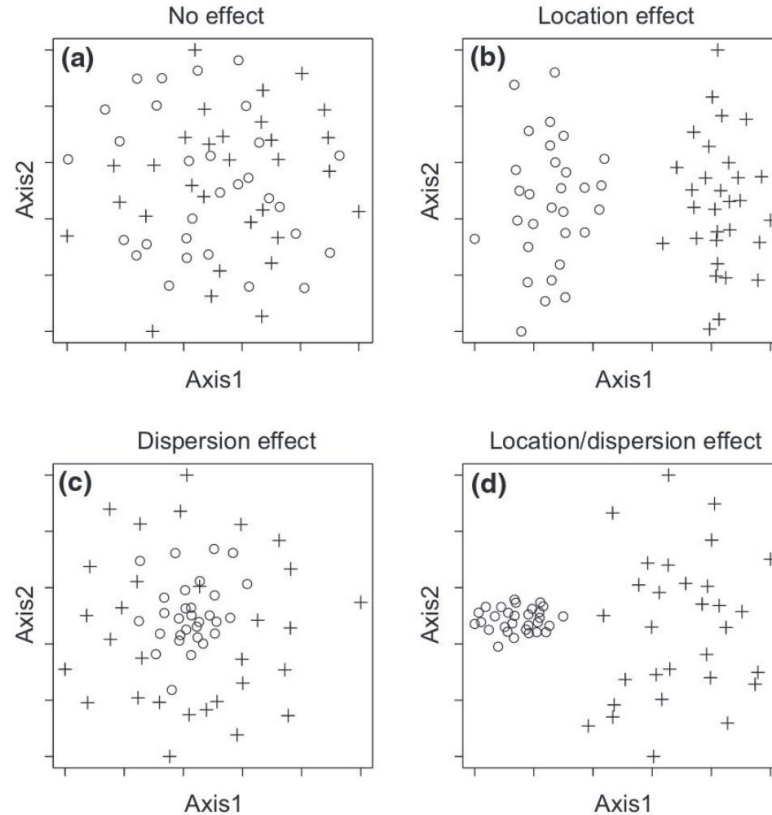 No effect
Location effect
(a)
(b)
Axis2
Axis2
Axis1
Axis1
Dispersion effect
Location/dispersion effect
(c)
(d)
Axis2
Axis2
Axis1
Axis1